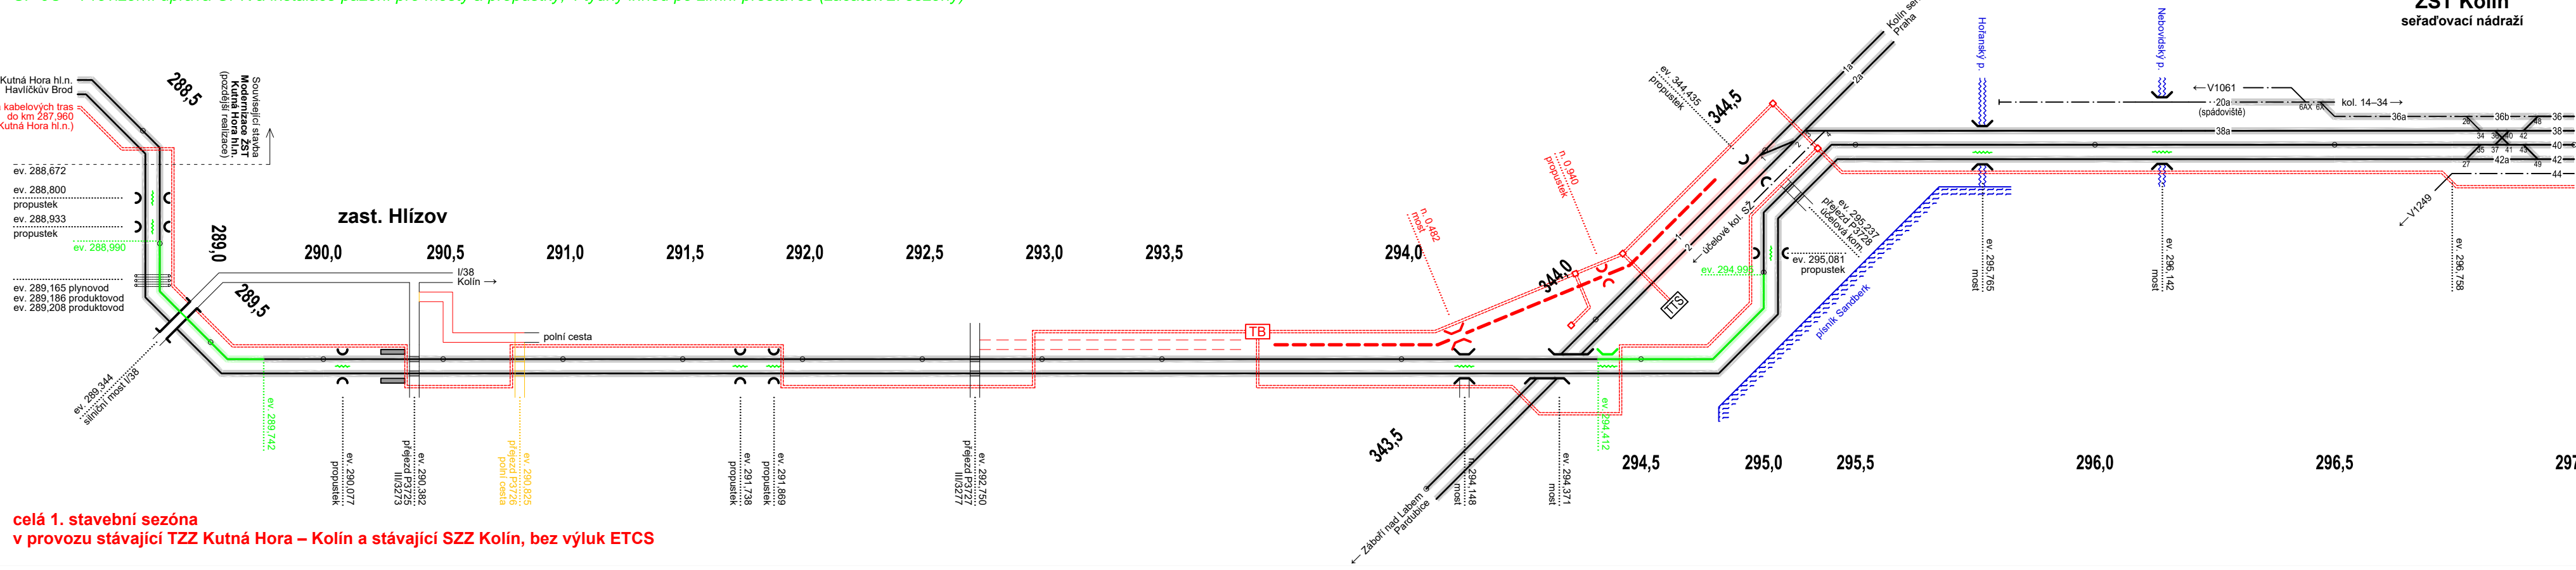 ZST Kolín
seřaďovací nádraží
Kutná Hora hl.n.
Havlíčkův Brod
kabelových tras
do km 287,960
Kutná Hora hl.n.)
288,5
Související stavba
Modernizace ŽST
Kutná Hora hl.n.
(pozdější realizace)
ev. 288,672
ev. 288,800
propustek
ev. 288,933
propustek
ev. 288,990
ev. 289,165 plynovod
ev. 289,186 produktovod
ev. 289,208 produktovod
289,0
289,5
ev. 289,344
silniční most I/38
ev. 289,742
zast. Hlízov
290,0
290,5
291,0
291,5
292,0
292,5
293,0
293,5
294,0
I/38
Kolín →
polní cesta
ev. 290,077
propustek
ev. 290,382
přejezd P3725
III/3273
ev. 290,825
přejezd P3726
polní cesta
ev. 291,738
propustek
ev. 291,869
propustek
ev. 292,750
přejezd P3727
III/3277
TB
n. 0,482
most
n. 0,940
propustek
344,0
344,5
343,5
ev. 344,435
propustek
TTS
1
2
1a
2a
Praha
← účelové kol. SŽ
n. 294,148
most
ev. 294,371
most
ev. 294,412
← Záboří nad Labem
Pardubice
ev. 295,081
propustek
ev. 295,237
přejezd P3728
účelová kom.
písník Sandberk
Hořanský p.
Nebovidský p.
ev. 295,765
most
ev. 296,142
most
ev. 296,758
294,5
295,0
295,5
296,0
296,5
← V1061
20a
(spádoviště)
6AX 6X
kol. 14–34 →
36a
36b
36
38a
38
40
42a
42
44
← V1249
celá 1. stavební sezóna
v provozu stávající TZZ Kutná Hora – Kolín a stávající SZZ Kolín, bez výluk ETCS